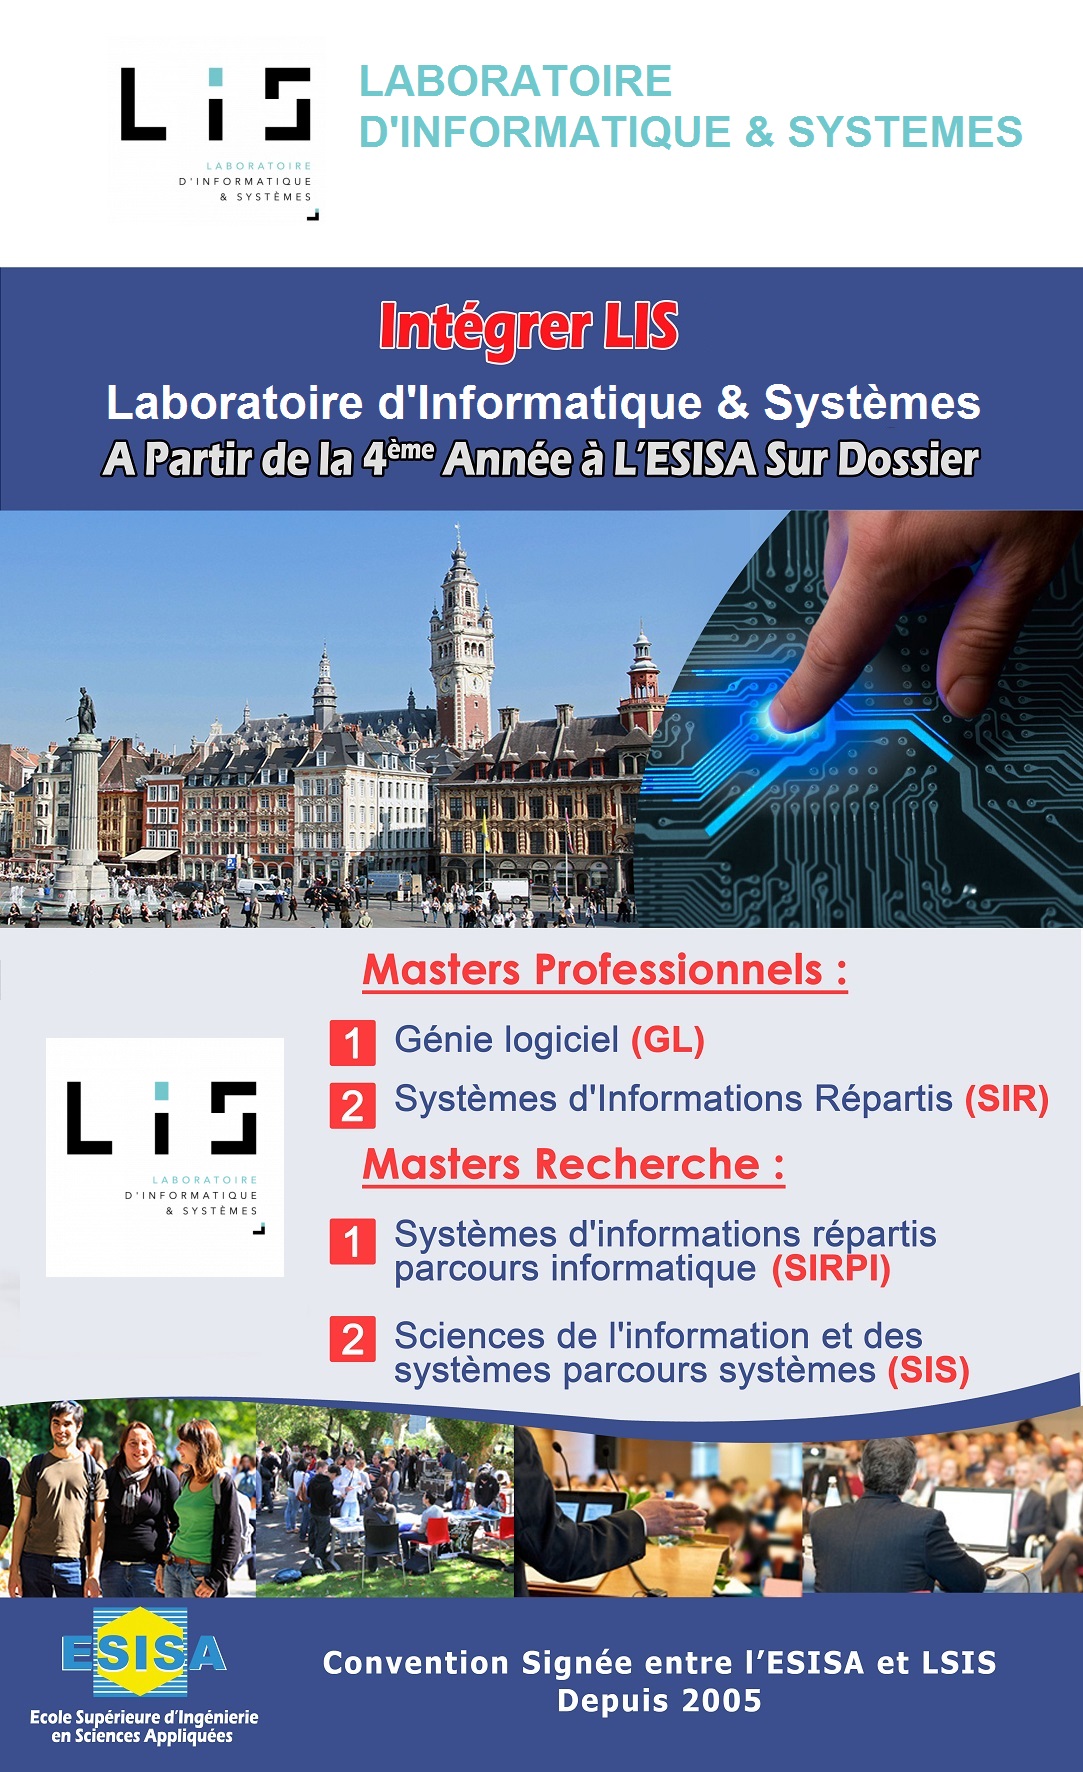 LiS
LABORATOIRE
D'INFORMATIQUE
& SYSTÈMES
LABORATOIRE
D'INFORMATIQUE & SYSTEMES
Intégrer LIS
Laboratoire d'Informatique & Systèmes
A Partir de la 4ème Année à L'ESISA Sur Dossier
LiS
LABORATOIRE
D'INFORMATIQUE
& SYSTÈMES
Masters Professionnels :
1 Génie logiciel (GL)
2 Systèmes d'Informations Répartis (SIR)
Masters Recherche :
1 Systèmes d'informations répartis
parcours informatique (SIRPI)
2 Sciences de l'information et des
systèmes parcours systèmes (SIS)
ESISA
Ecole Supérieure d'Ingénierie
en Sciences Appliquées
Convention Signée entre l'ESISA et LSIS
Depuis 2005